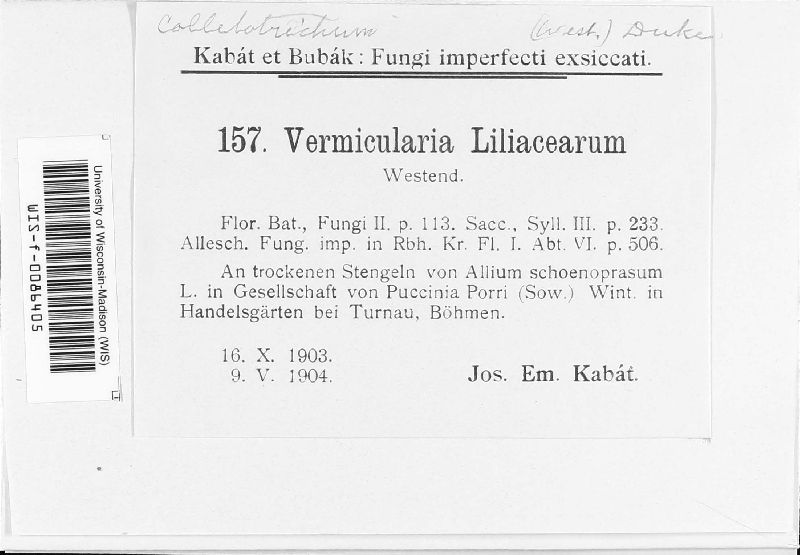 Colletotrichum (West.) Duke
Kabát et Bubák: Fungi imperfecti exsiccati.
157. Vermicularia Liliacearum
Westend.
Flor. Bat., Fungi II. p. 113. Sacc., Syll. III. p. 233.
Allesch. Fung. imp. in Rbh. Kr. Fl. I. Abt. VI. p. 506.
An trockenen Stengeln von Allium schoenoprasum
L. in Gesellschaft von Puccinia Porri (Sow.) Wint. in
Handelsgärten bei Turnau, Böhmen.
16. X. 1903.
9. V. 1904.
Jos. Em. Kabát.
University of Wisconsin-Madison (WIS)
WIS-f-0086405